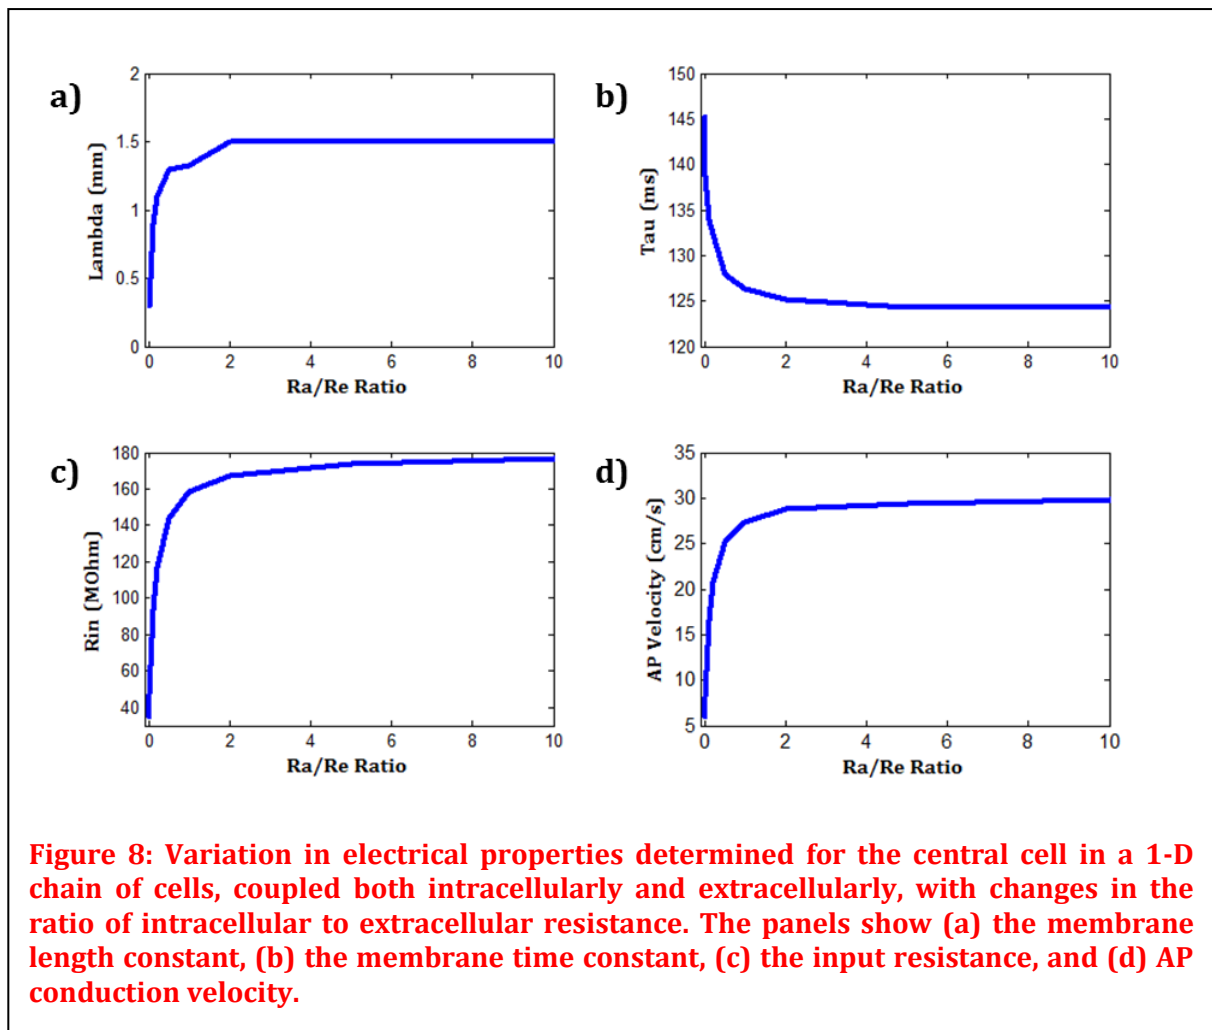 a)
2
1.5
1
0.5
0
Lambda (mm)
0 2 4 6 8 10
Ra/Re Ratio
b)
150
145
140
135
130
125
120
Tau (ms)
0 2 4 6 8 10
Ra/Re Ratio
c)
180
160
140
120
100
80
60
40
Rin (MOhm)
0 2 4 6 8 10
Ra/Re Ratio
d)
35
30
25
20
15
10
5
AP Velocity (cm/s)
0 2 4 6 8 10
Ra/Re Ratio
Figure 8: Variation in electrical properties determined for the central cell in a 1-D
chain of cells, coupled both intracellularly and extracellularly, with changes in the
ratio of intracellular to extracellular resistance. The panels show (a) the membrane
length constant, (b) the membrane time constant, (c) the input resistance, and (d) AP
conduction velocity.